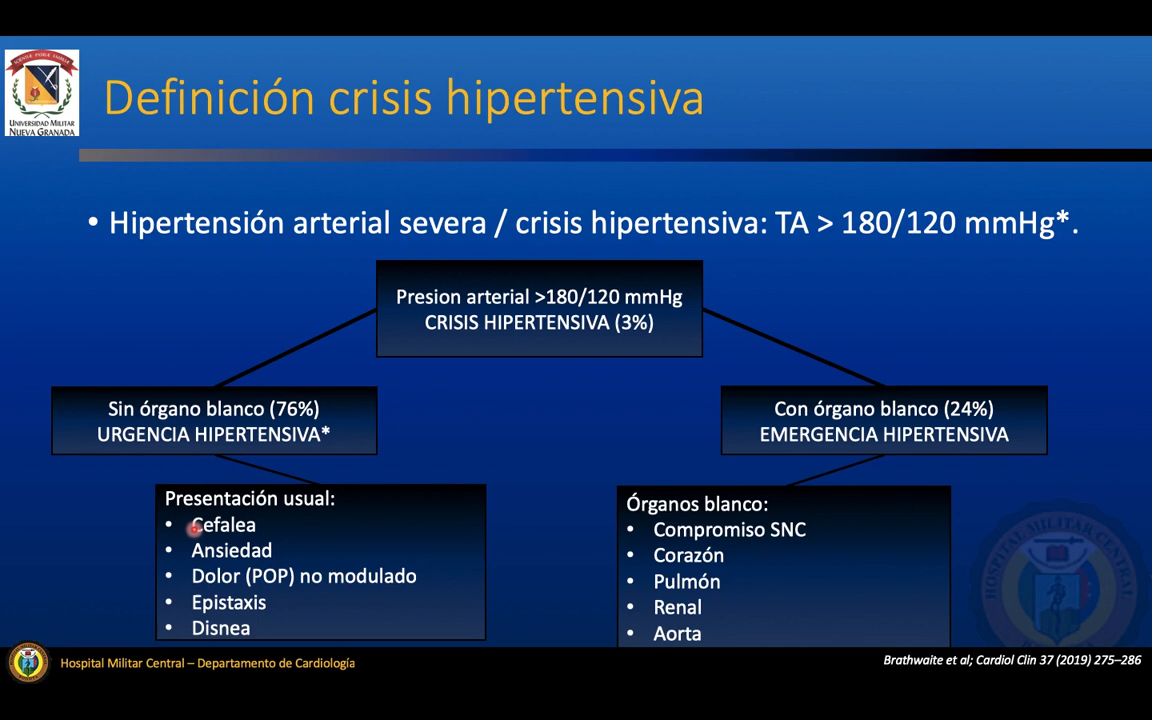 UNIVERSIDAD MILITAR
NUEVA GRANADA
Definición crisis hipertensiva
• Hipertensión arterial severa / crisis hipertensiva: TA > 180/120 mmHg*.
Presion arterial >180/120 mmHg
CRISIS HIPERTENSIVA (3%)
Sin órgano blanco (76%)
URGENCIA HIPERTENSIVA*
Con órgano blanco (24%)
EMERGENCIA HIPERTENSIVA
Presentación usual:
• Cefalea
• Ansiedad
• Dolor (POP) no modulado
• Epistaxis
• Disnea
Órganos blanco:
• Compromiso SNC
• Corazón
• Pulmón
• Renal
• Aorta
HOSPITAL MILITAR CENTRAL
Hospital Militar Central – Departamento de Cardiología
Brathwaite et al; Cardiol Clin 37 (2019) 275–286